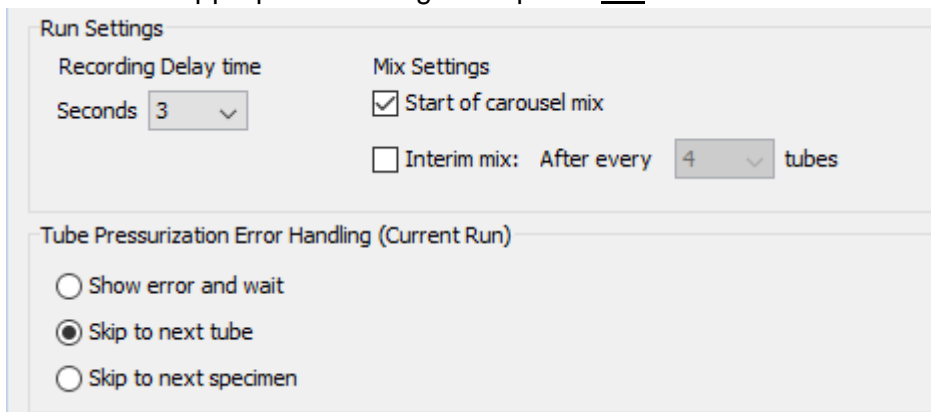 Run Settings
Recording Delay time
Mix Settings
Seconds 3
Start of carousel mix
Interim mix: After every 4 tubes
Tube Pressurization Error Handling (Current Run)
Show error and wait
Skip to next tube
Skip to next specimen